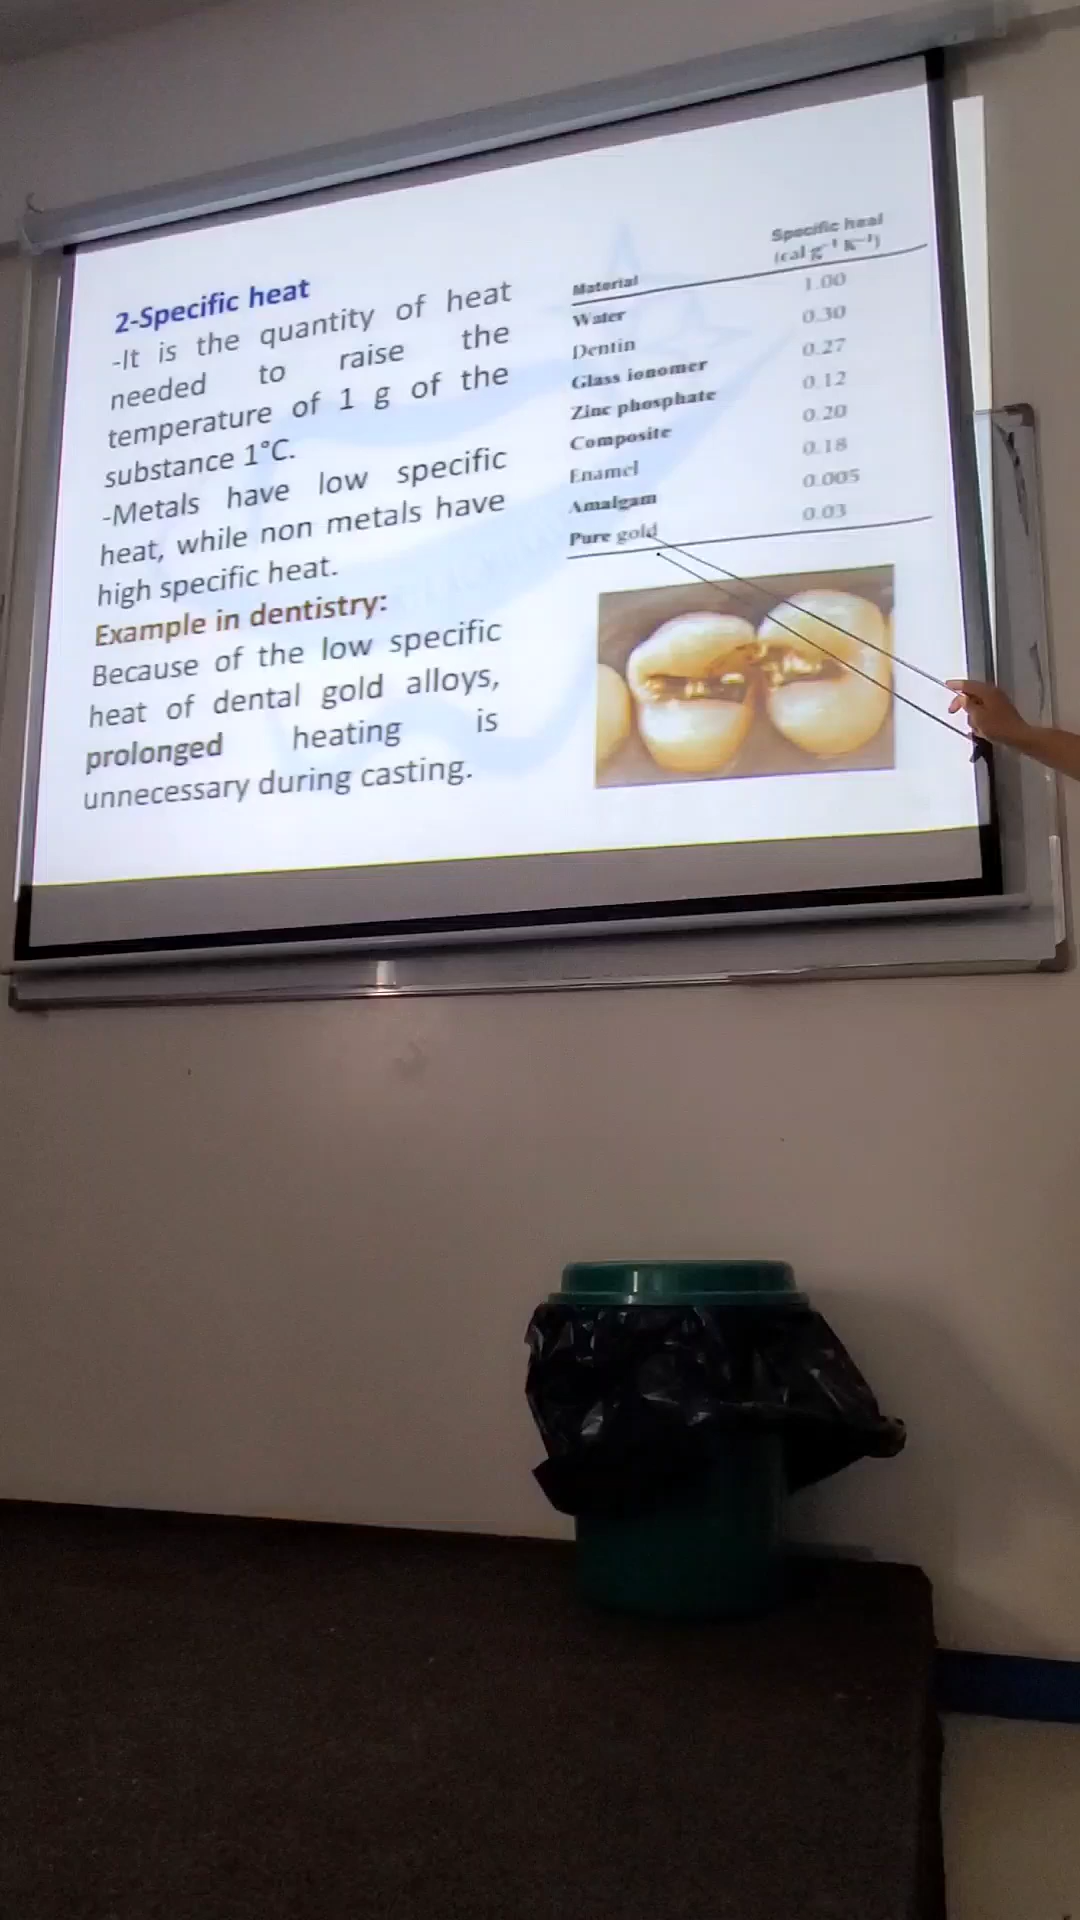 2-Specific heat
-It is the quantity of heat
needed to raise the
temperature of 1 g of the
substance 1°C.
-Metals have low specific
heat, while non metals have
high specific heat.
Example in dentistry:
Because of the low specific
heat of dental gold alloys,
prolonged heating is
unnecessary during casting.
Material Specific heat (cal g⁻¹ K⁻¹)
Water 1.00
Dentin 0.30
Glass ionomer 0.27
Zinc phosphate 0.12
Composite 0.20
Enamel 0.18
Amalgam 0.005
Pure gold 0.03